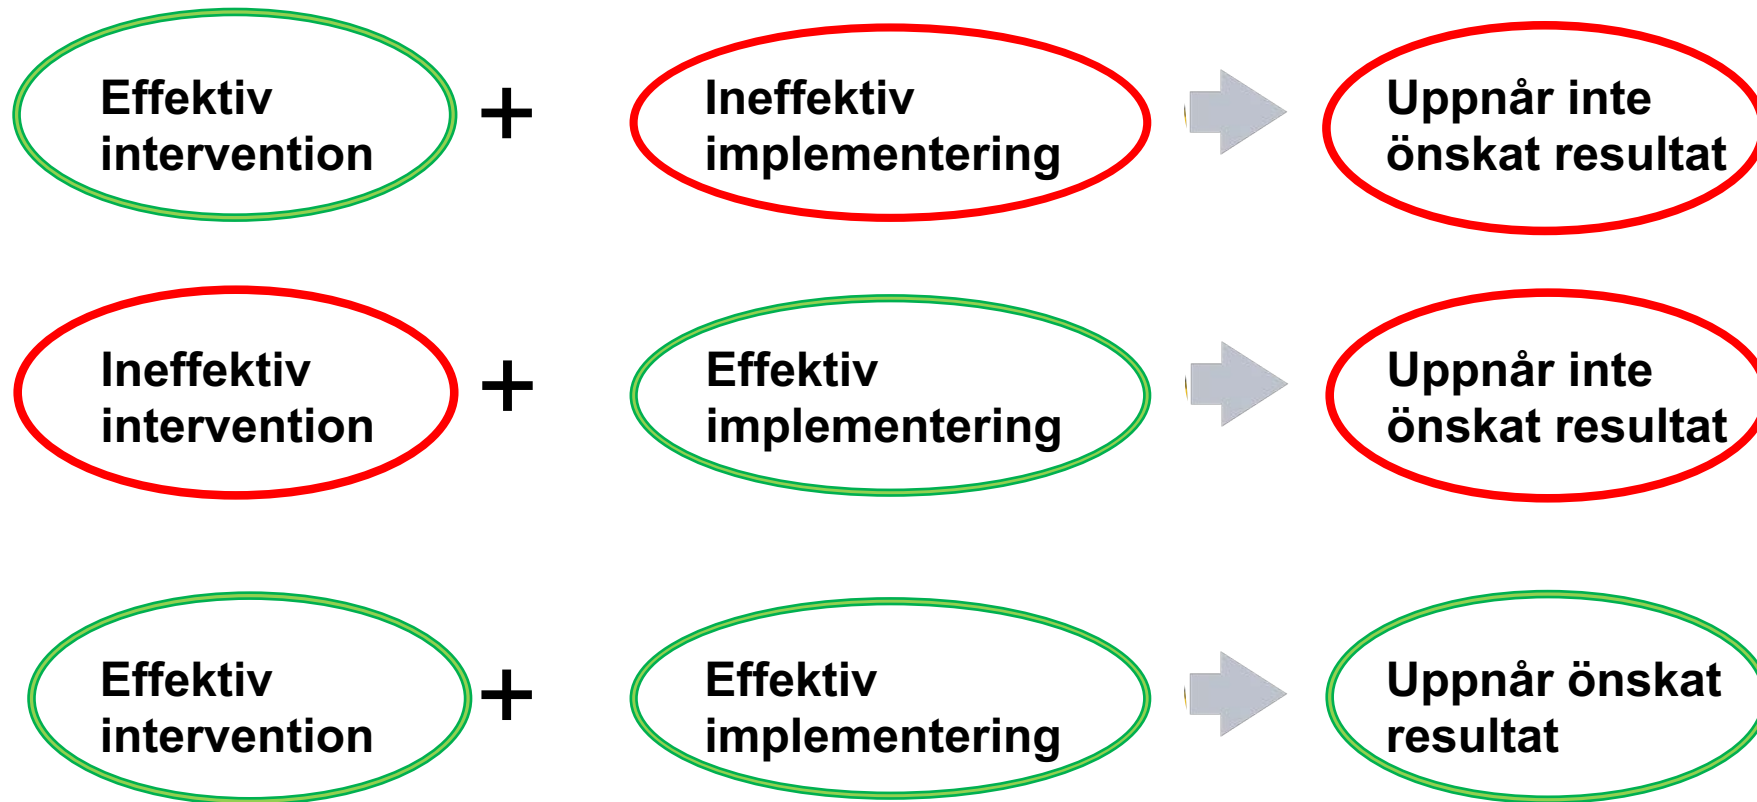 Effektiv
intervention
+
Ineffektiv
implementering
Uppnår inte
önskat resultat
Ineffektiv
intervention
+
Effektiv
implementering
Uppnår inte
önskat resultat
Effektiv
intervention
+
Effektiv
implementering
Uppnår önskat
resultat